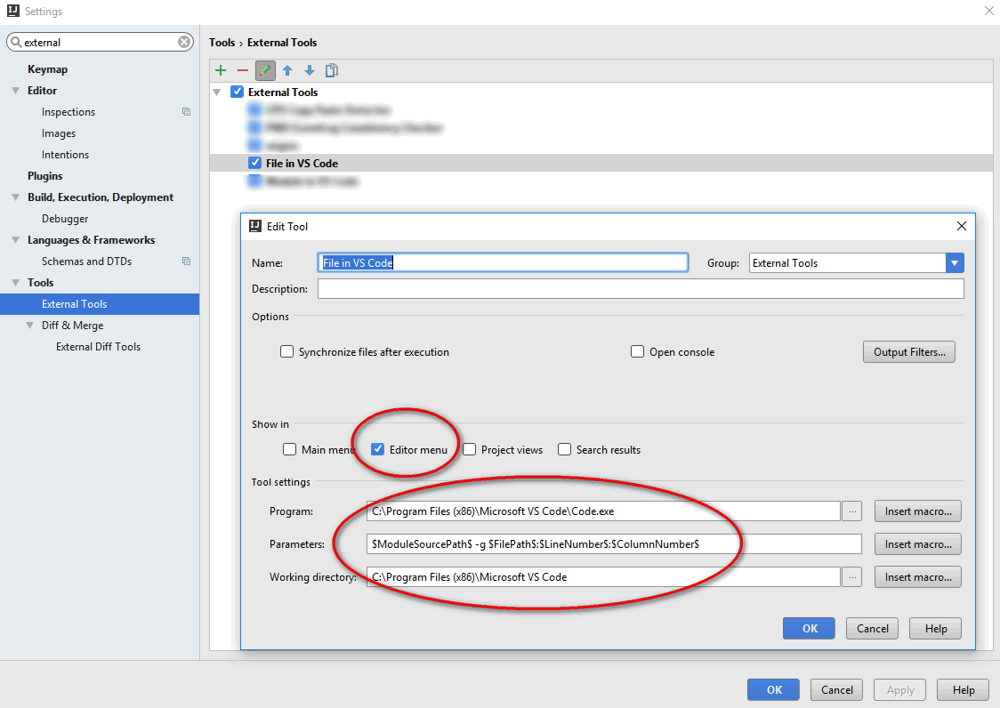 IJ Settings
external
Keymap
Editor
Inspections
Images
Intentions
Plugins
Build, Execution, Deployment
Debugger
Languages & Frameworks
Schemas and DTDs
Tools
External Tools
Diff & Merge
External Diff Tools
Tools › External Tools
External Tools
File in VS Code
IJ Edit Tool
Name: File in VS Code Group: External Tools
Description:
Options
Synchronize files after execution Open console Output Filters...
Show in
Main menu Editor menu Project views Search results
Tool settings
Program: C:\Program Files (x86)\Microsoft VS Code\Code.exe ... Insert macro...
Parameters: $ModuleSourcePath$ -g $FilePath$:$LineNumber$:$ColumnNumber$ Insert macro...
Working directory: C:\Program Files (x86)\Microsoft VS Code ... Insert macro...
OK Cancel Help
OK Cancel Apply Help